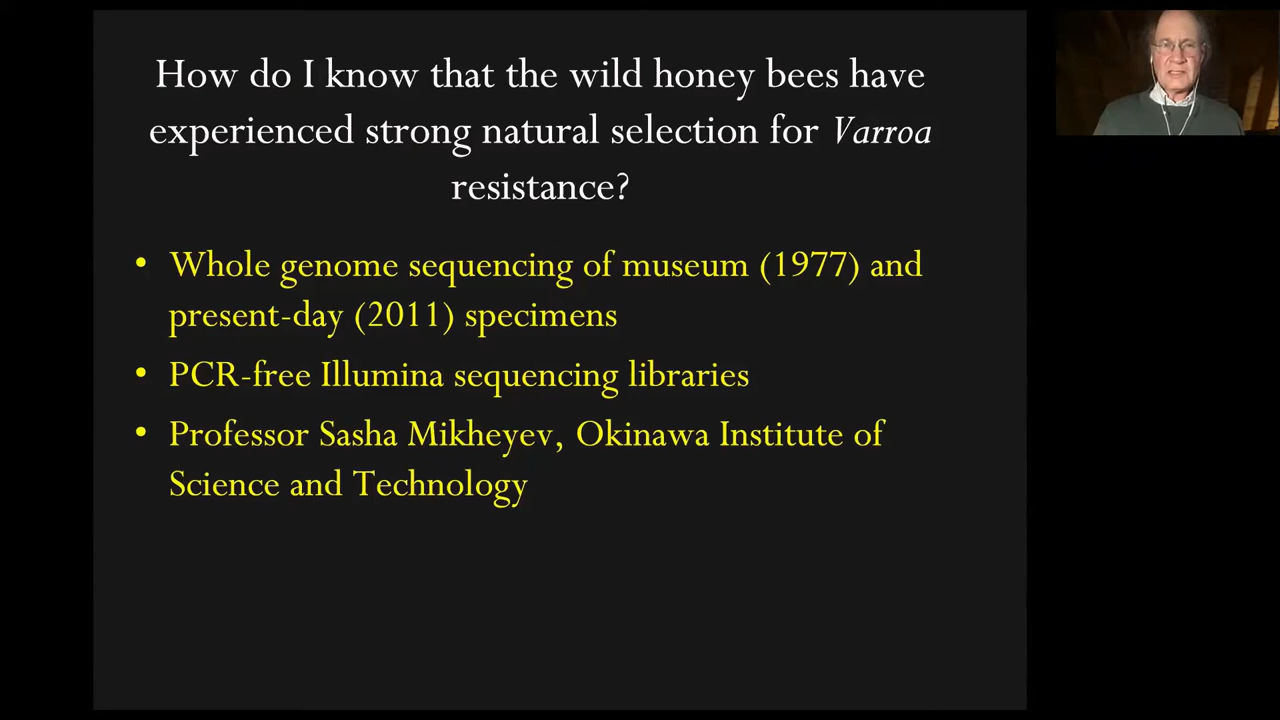 How do I know that the wild honey bees have
experienced strong natural selection for Varroa
resistance?
• Whole genome sequencing of museum (1977) and
present-day (2011) specimens
• PCR-free Illumina sequencing libraries
• Professor Sasha Mikheyev, Okinawa Institute of
Science and Technology